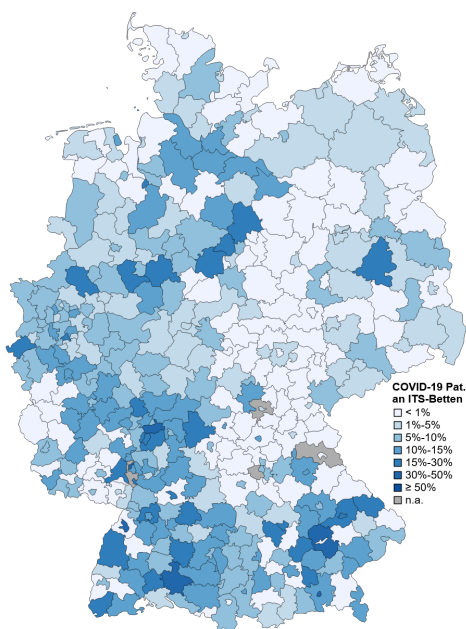 COVID-19 Pat.
an ITS-Betten
< 1%
1%-5%
5%-10%
10%-15%
15%-30%
30%-50%
≥ 50%
n.a.